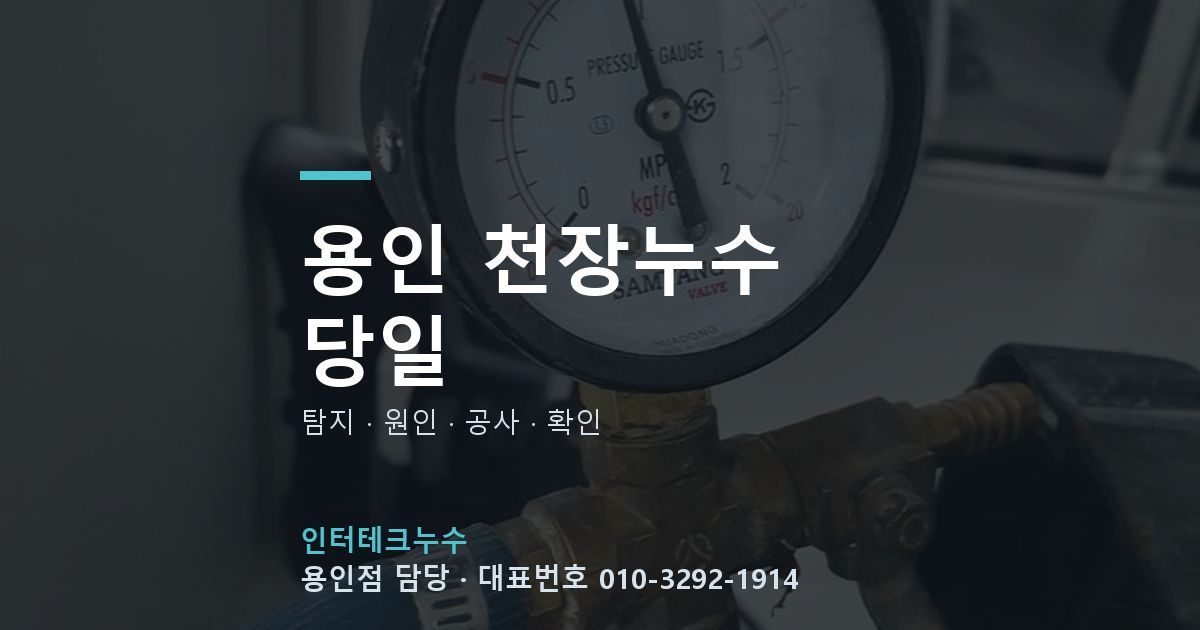 PRESSURE GAUGE
0.5
1.5
T3
K
0
2
20
kgf/c
VALVE
HUADONG
용인 천장누수
당일
탐지 · 원인 · 공사 · 확인
인터테크누수
용인점 담당 · 대표번호 010-3292-1914